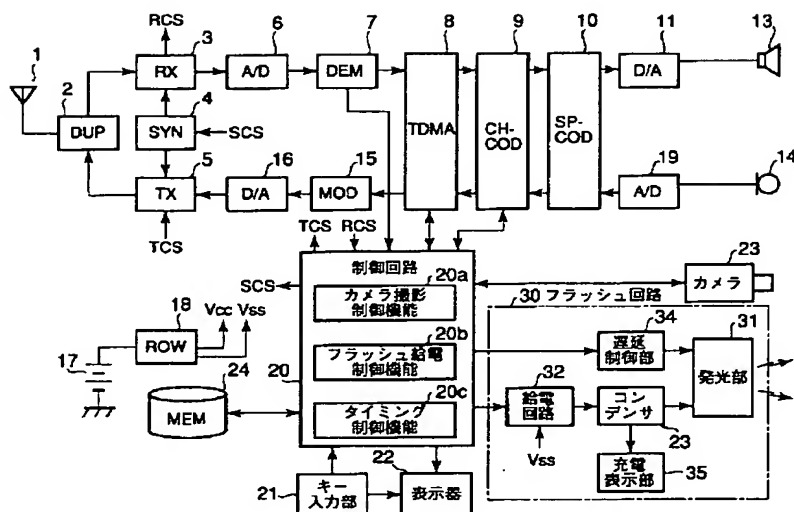 RCS
1
2
DUP
3
RX
4
SYN
SCS
5
TX
TCS
6
A/D
7
DEM
8
TDMA
9
CH-
COD
10
SP-
COD
11
D/A
13
16
D/A
15
MOD
19
A/D
14
TCS
RCS
SCS
制御回路
20a
カメラ撮影
制御機能
20b
フラッシュ給電
制御機能
20c
タイミング
制御機能
20
17
18
ROW
Vcc
Vss
24
MEM
21
キー
入力部
22
表示器
23
カメラ
30 フラッシュ回路
34
遅延
制御部
31
発光部
32
給電
回路
Vss
コン
デンサ
23
充電
表示部
35